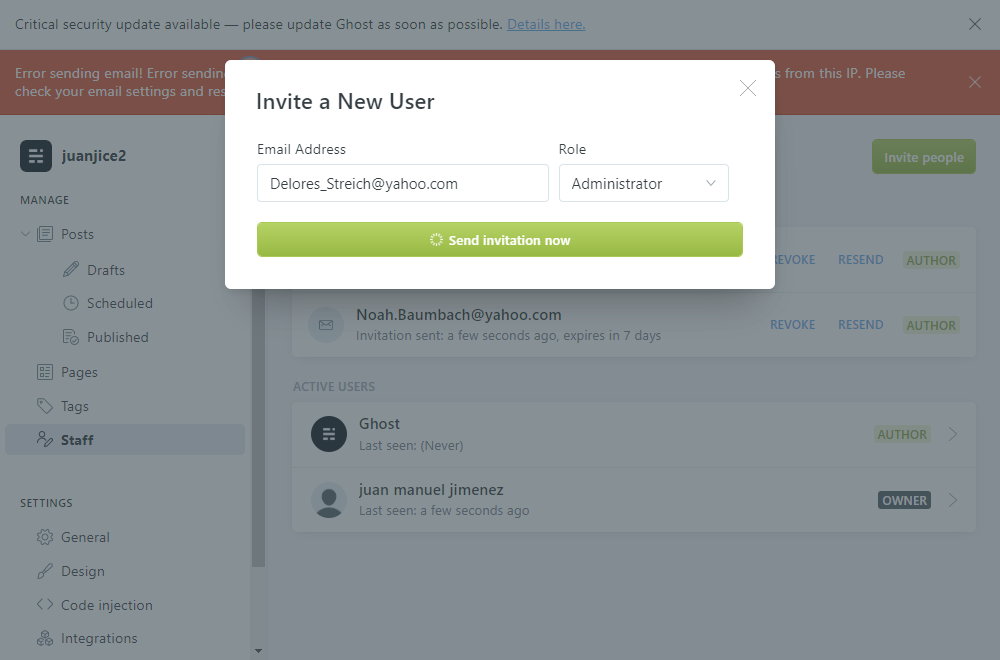 Critical security update available — please update Ghost as soon as possible. Details here.
Error sending email! Error sendin
s from this IP. Please
check your email settings and res
Invite a New User
juanjice2
Invite people
Email Address
Role
Delores_Streich@yahoo.com
Administrator
Send invitation now
MANAGE
Posts
Drafts
Scheduled
Published
Pages
Tags
Staff
SETTINGS
General
Design
Code injection
Integrations
EVOKE
RESEND
AUTHOR
Noah.Baumbach@yahoo.com
Invitation sent: a few seconds ago, expires in 7 days
REVOKE
RESEND
AUTHOR
ACTIVE USERS
Ghost
Last seen: (Never)
AUTHOR
juan manuel jimenez
Last seen: a few seconds ago
OWNER